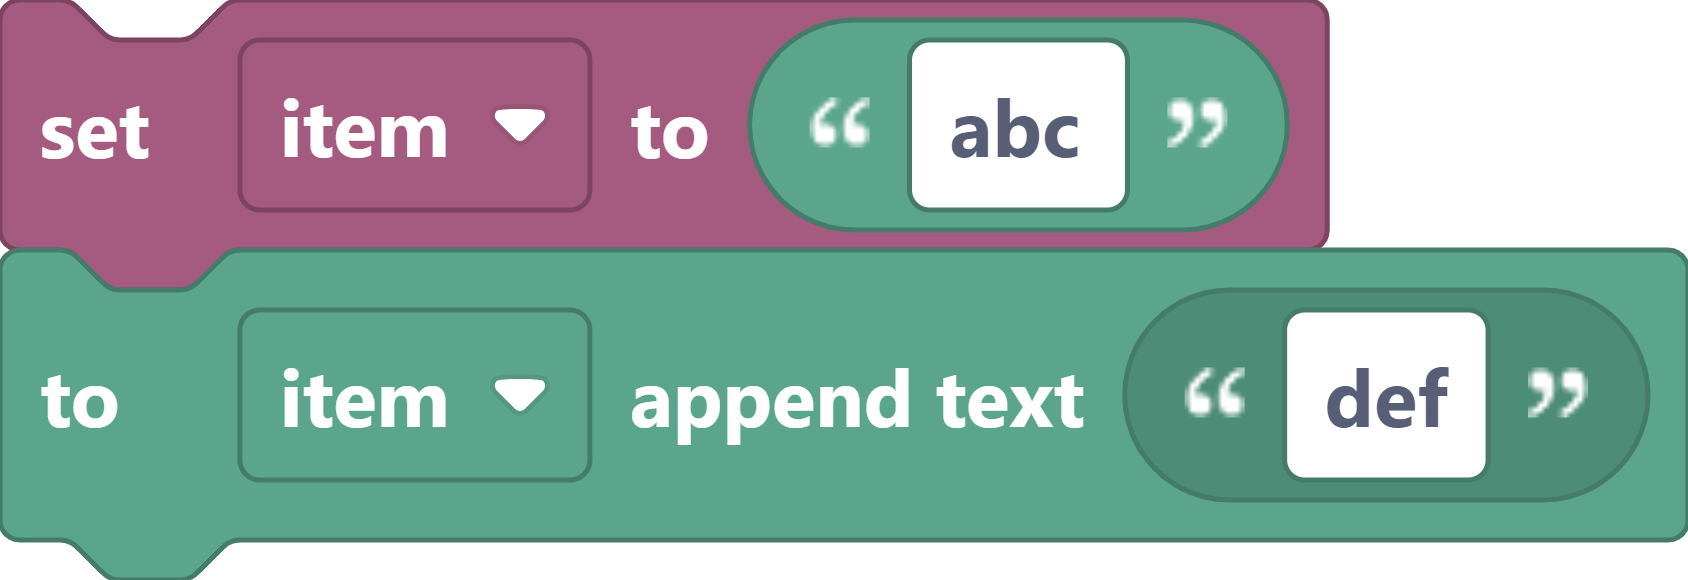 set item to “ abc ”
to item append text “ def ”